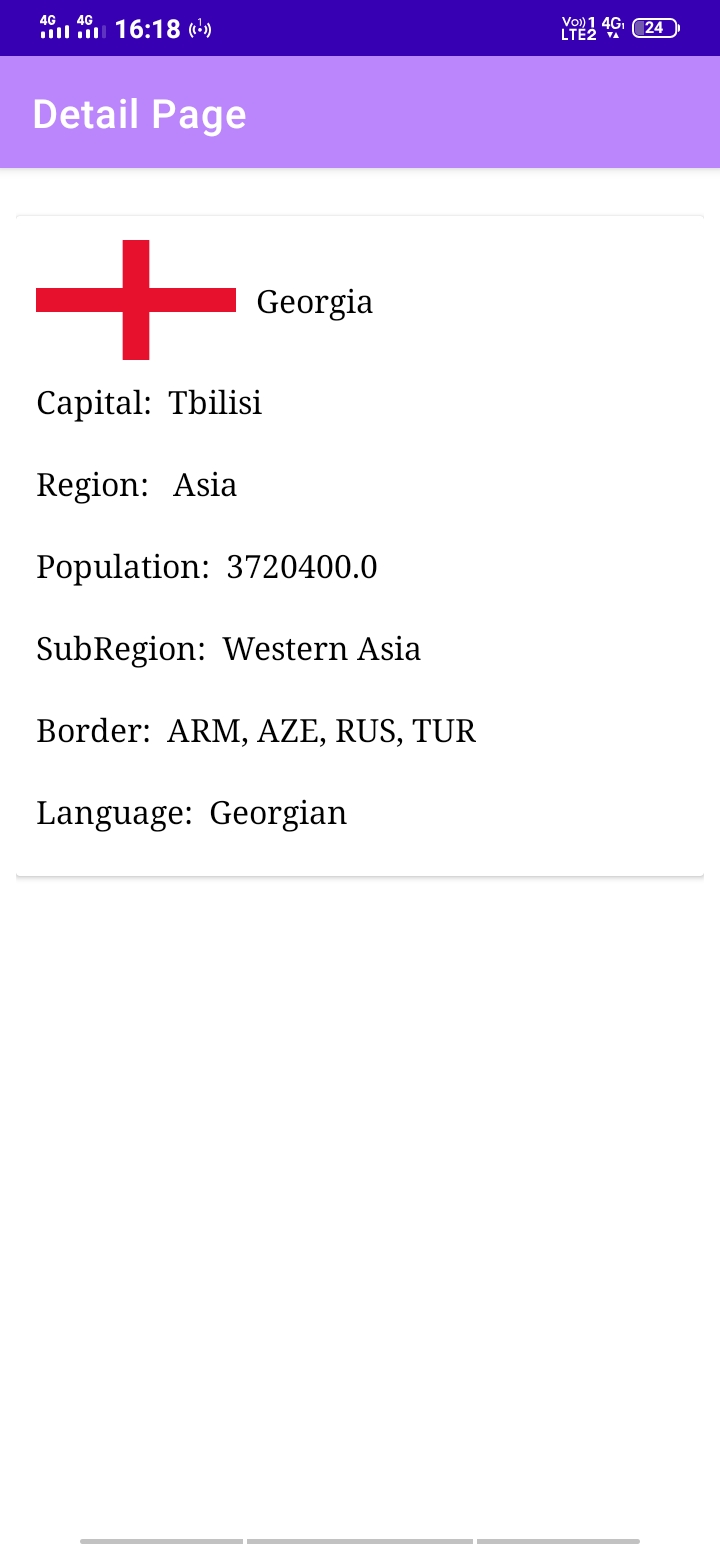 4G 4G 16:18 1 Vo)) 1 LTE2 4G 24
Detail Page
Georgia
Capital: Tbilisi
Region: Asia
Population: 3720400.0
SubRegion: Western Asia
Border: ARM, AZE, RUS, TUR
Language: Georgian